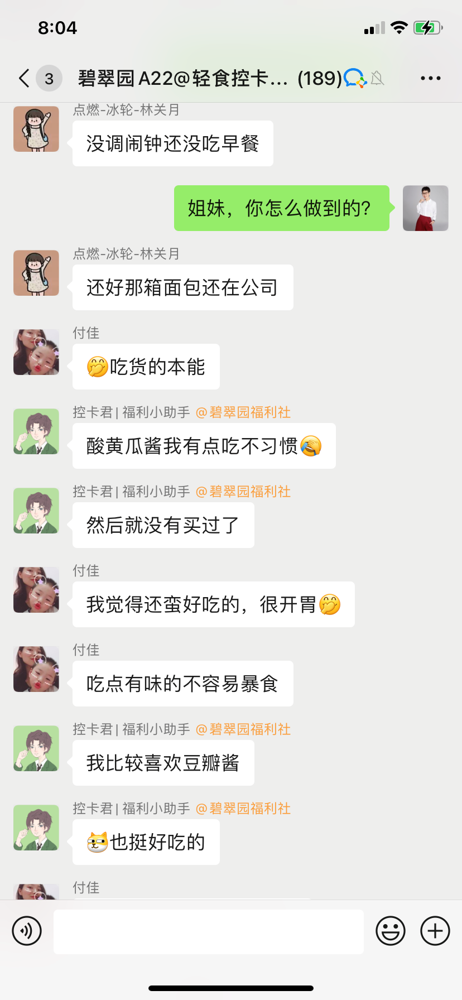 8:04
3
碧翠园A22@轻食控卡... (189)
点燃-冰轮-林关月
没调闹钟还没吃早餐
姐妹，你怎么做到的?
点燃-冰轮-林关月
还好那箱面包还在公司
付佳
🤭吃货的本能
控卡君| 福利小助手 @碧翠园福利社
酸黄瓜酱我有点吃不习惯🤦
控卡君| 福利小助手 @碧翠园福利社
然后就没有买过了
付佳
我觉得还蛮好吃的，很开胃🤭
付佳
吃点有味的不容易暴食
控卡君| 福利小助手 @碧翠园福利社
我比较喜欢豆瓣酱
控卡君| 福利小助手 @碧翠园福利社
也挺好吃的
付佳